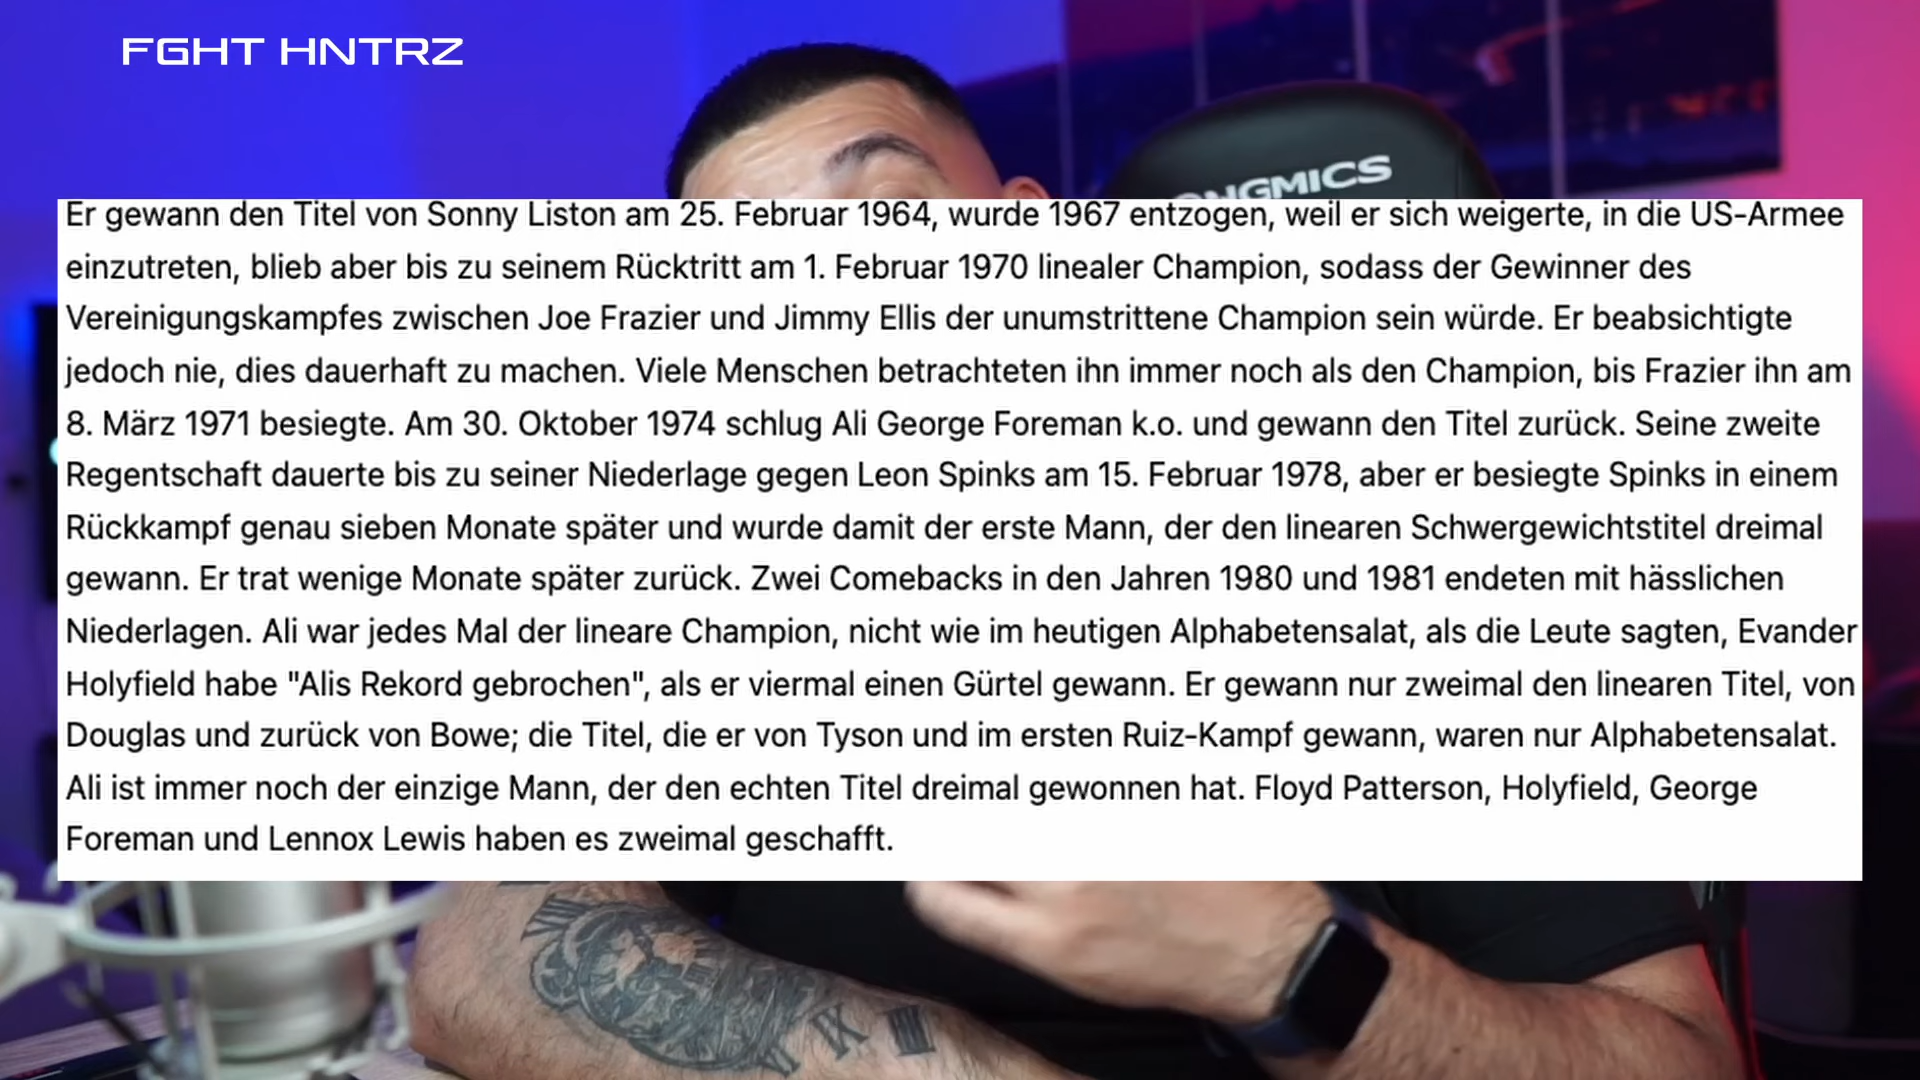 FGHT HNTRZ
Er gewann den Titel von Sonny Liston am 25. Februar 1964, wurde 1967 entzogen, weil er sich weigerte, in die US-Armee
einzutreten, blieb aber bis zu seinem Rücktritt am 1. Februar 1970 linealer Champion, sodass der Gewinner des
Vereinigungskampfes zwischen Joe Frazier und Jimmy Ellis der unumstrittene Champion sein würde. Er beabsichtigte
jedoch nie, dies dauerhaft zu machen. Viele Menschen betrachteten ihn immer noch als den Champion, bis Frazier ihn am
8. März 1971 besiegte. Am 30. Oktober 1974 schlug Ali George Foreman k.o. und gewann den Titel zurück. Seine zweite
Regentschaft dauerte bis zu seiner Niederlage gegen Leon Spinks am 15. Februar 1978, aber er besiegte Spinks in einem
Rückkampf genau sieben Monate später und wurde damit der erste Mann, der den linearen Schwergewichtstitel dreimal
gewann. Er trat wenige Monate später zurück. Zwei Comebacks in den Jahren 1980 und 1981 endeten mit hässlichen
Niederlagen. Ali war jedes Mal der lineare Champion, nicht wie im heutigen Alphabetensalat, als die Leute sagten, Evander
Holyfield habe "Alis Rekord gebrochen", als er viermal einen Gürtel gewann. Er gewann nur zweimal den linearen Titel, von
Douglas und zurück von Bowe; die Titel, die er von Tyson und im ersten Ruiz-Kampf gewann, waren nur Alphabetensalat.
Ali ist immer noch der einzige Mann, der den echten Titel dreimal gewonnen hat. Floyd Patterson, Holyfield, George
Foreman und Lennox Lewis haben es zweimal geschafft.